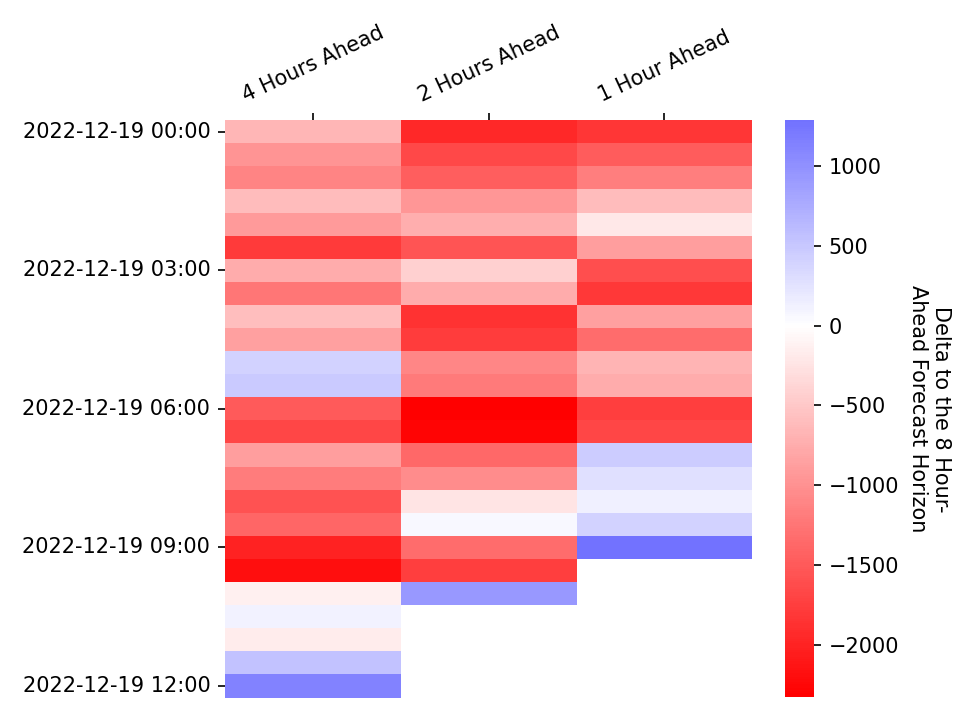 4 Hours Ahead
2 Hours Ahead
1 Hour Ahead
2022-12-19 00:00
2022-12-19 03:00
2022-12-19 06:00
2022-12-19 09:00
2022-12-19 12:00
1000
500
0
−500
−1000
−1500
−2000
Delta to the 8 Hour-
Ahead Forecast Horizon